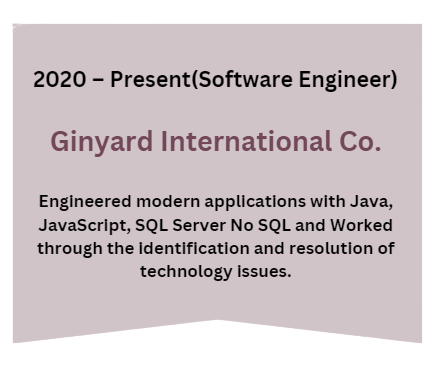 2020 – Present(Software Engineer)
Ginyard International Co.
Engineered modern applications with Java,
JavaScript, SQL Server No SQL and Worked
through the identification and resolution of
technology issues.